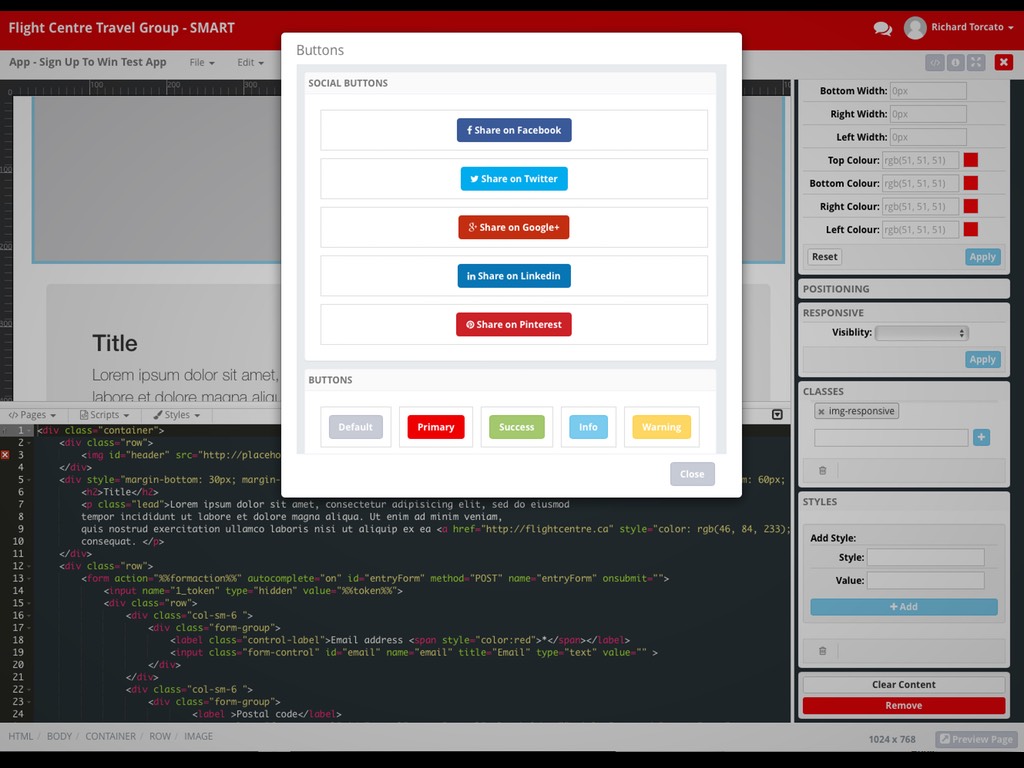 Flight Centre Travel Group - SMART
Richard Torcato
App - Sign Up To Win Test App
File
Edit
100
200
300
Buttons
SOCIAL BUTTONS
Share on Facebook
Share on Twitter
Share on Google+
Share on Linkedin
Share on Pinterest
BUTTONS
Default
Primary
Success
Info
Warning
Close
Title
Lorem ipsum dolor sit amet,
labore et dolore magna aliqua.
Bottom Width: 0px
Right Width: 0px
Left Width: 0px
Top Colour: rgb(51, 51, 51)
Bottom Colour: rgb(51, 51, 51)
Right Colour: rgb(51, 51, 51)
Left Colour: rgb(51, 51, 51)
Reset
Apply
POSITIONING
RESPONSIVE
Visiblity:
Apply
CLASSES
× img-responsive
STYLES
Add Style:
Style:
Value:
+ Add
Clear Content
Remove
</> Pages
Scripts
Styles
1 <div class="container">
2 <div class="row">
3 <img id="header" src="http://placeho
4 </div>
5 <div style="margin-bottom: 30px; margin- m: 60px;
6 <h2>Title</h2>
7 <p class="lead">Lorem ipsum dolor sit amet, consectetur adipisicing elit, sed do eiusmod
8 tempor incididunt ut labore et dolore magna aliqua. Ut enim ad minim veniam,
9 quis nostrud exercitation ullamco laboris nisi ut aliquip ex ea <a href="http://flightcentre.ca" style="color: rgb(46, 84, 233);
10 consequat. </p>
11 </div>
12 <div class="row">
13 <form action="%%formaction%%" autocomplete="on" id="entryForm" method="POST" name="entryForm" onsubmit="">
14 <input name="1_token" type="hidden" value="%%token%%">
15 <div class="row">
16 <div class="col-sm-6 ">
17 <div class="form-group">
18 <label class="control-label">Email address <span style="color:red">*</span></label>
19 <input class="form-control" id="email" name="email" title="Email" type="text" value="" >
20 </div>
21 </div>
22 <div class="col-sm-6 ">
23 <div class="form-group">
24 <label >Postal code</label>
HTML / BODY / CONTAINER / ROW / IMAGE
1024 x 768
Preview Page